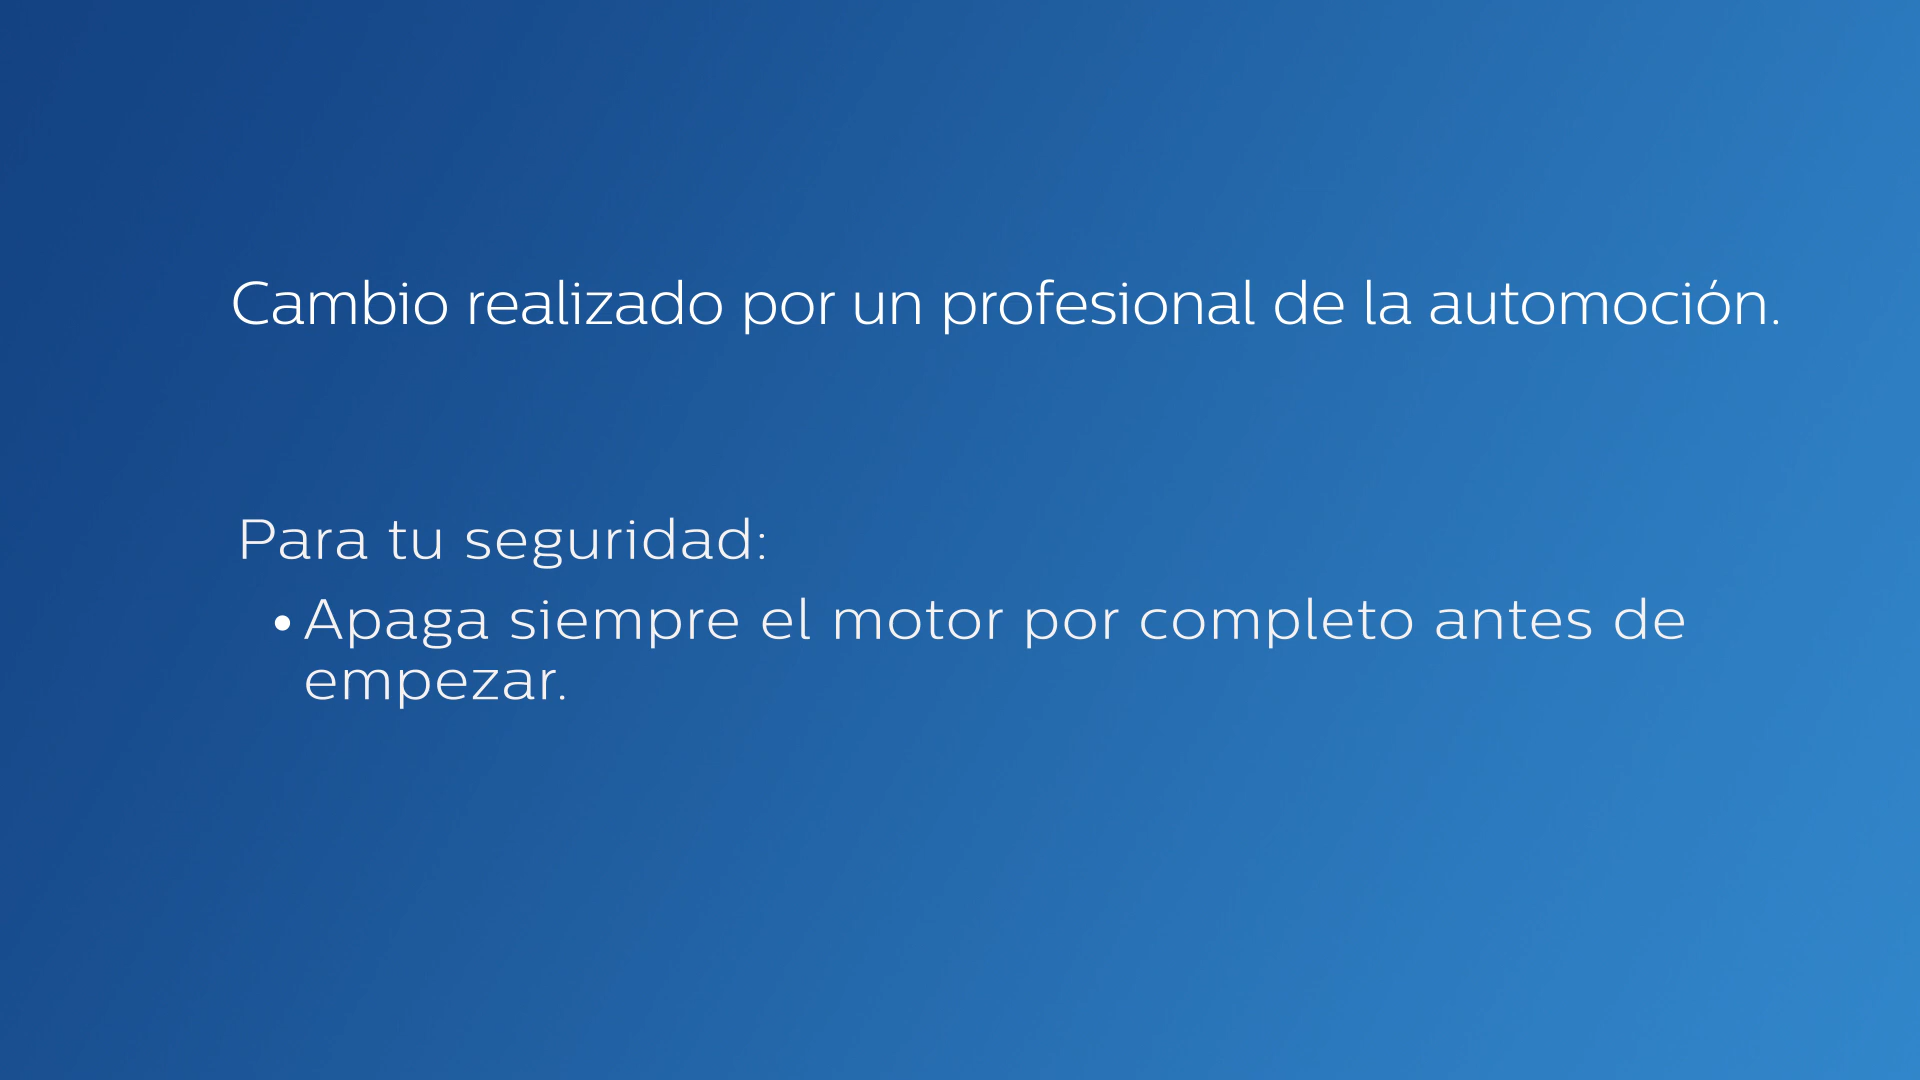 Cambio realizado por un profesional de la automoción.
Para tu seguridad:
• Apaga siempre el motor por completo antes de
empezar.